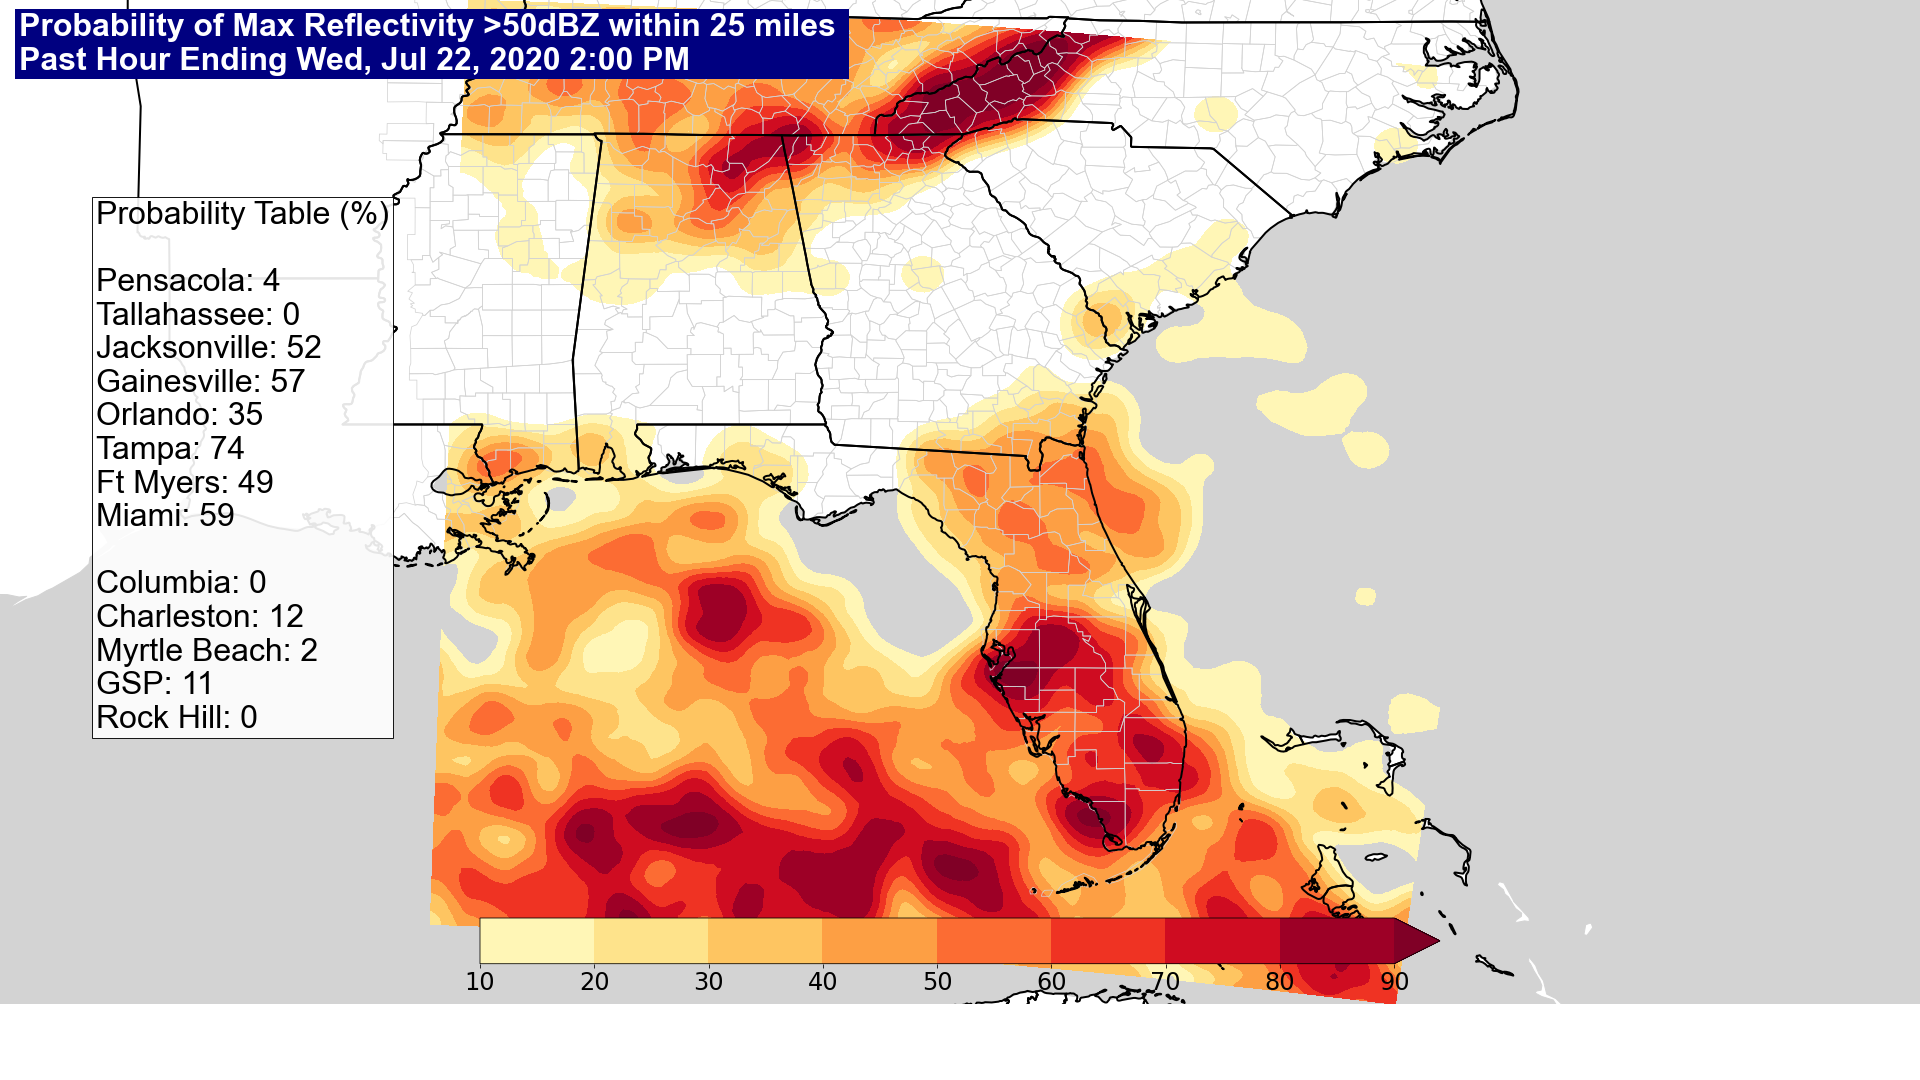 Probability of Max Reflectivity >50dBZ within 25 miles
Past Hour Ending Wed, Jul 22, 2020 2:00 PM
Probability Table (%)
Pensacola: 4
Tallahassee: 0
Jacksonville: 52
Gainesville: 57
Orlando: 35
Tampa: 74
Ft Myers: 49
Miami: 59
Columbia: 0
Charleston: 12
Myrtle Beach: 2
GSP: 11
Rock Hill: 0
10 20 30 40 50 60 70 80 90